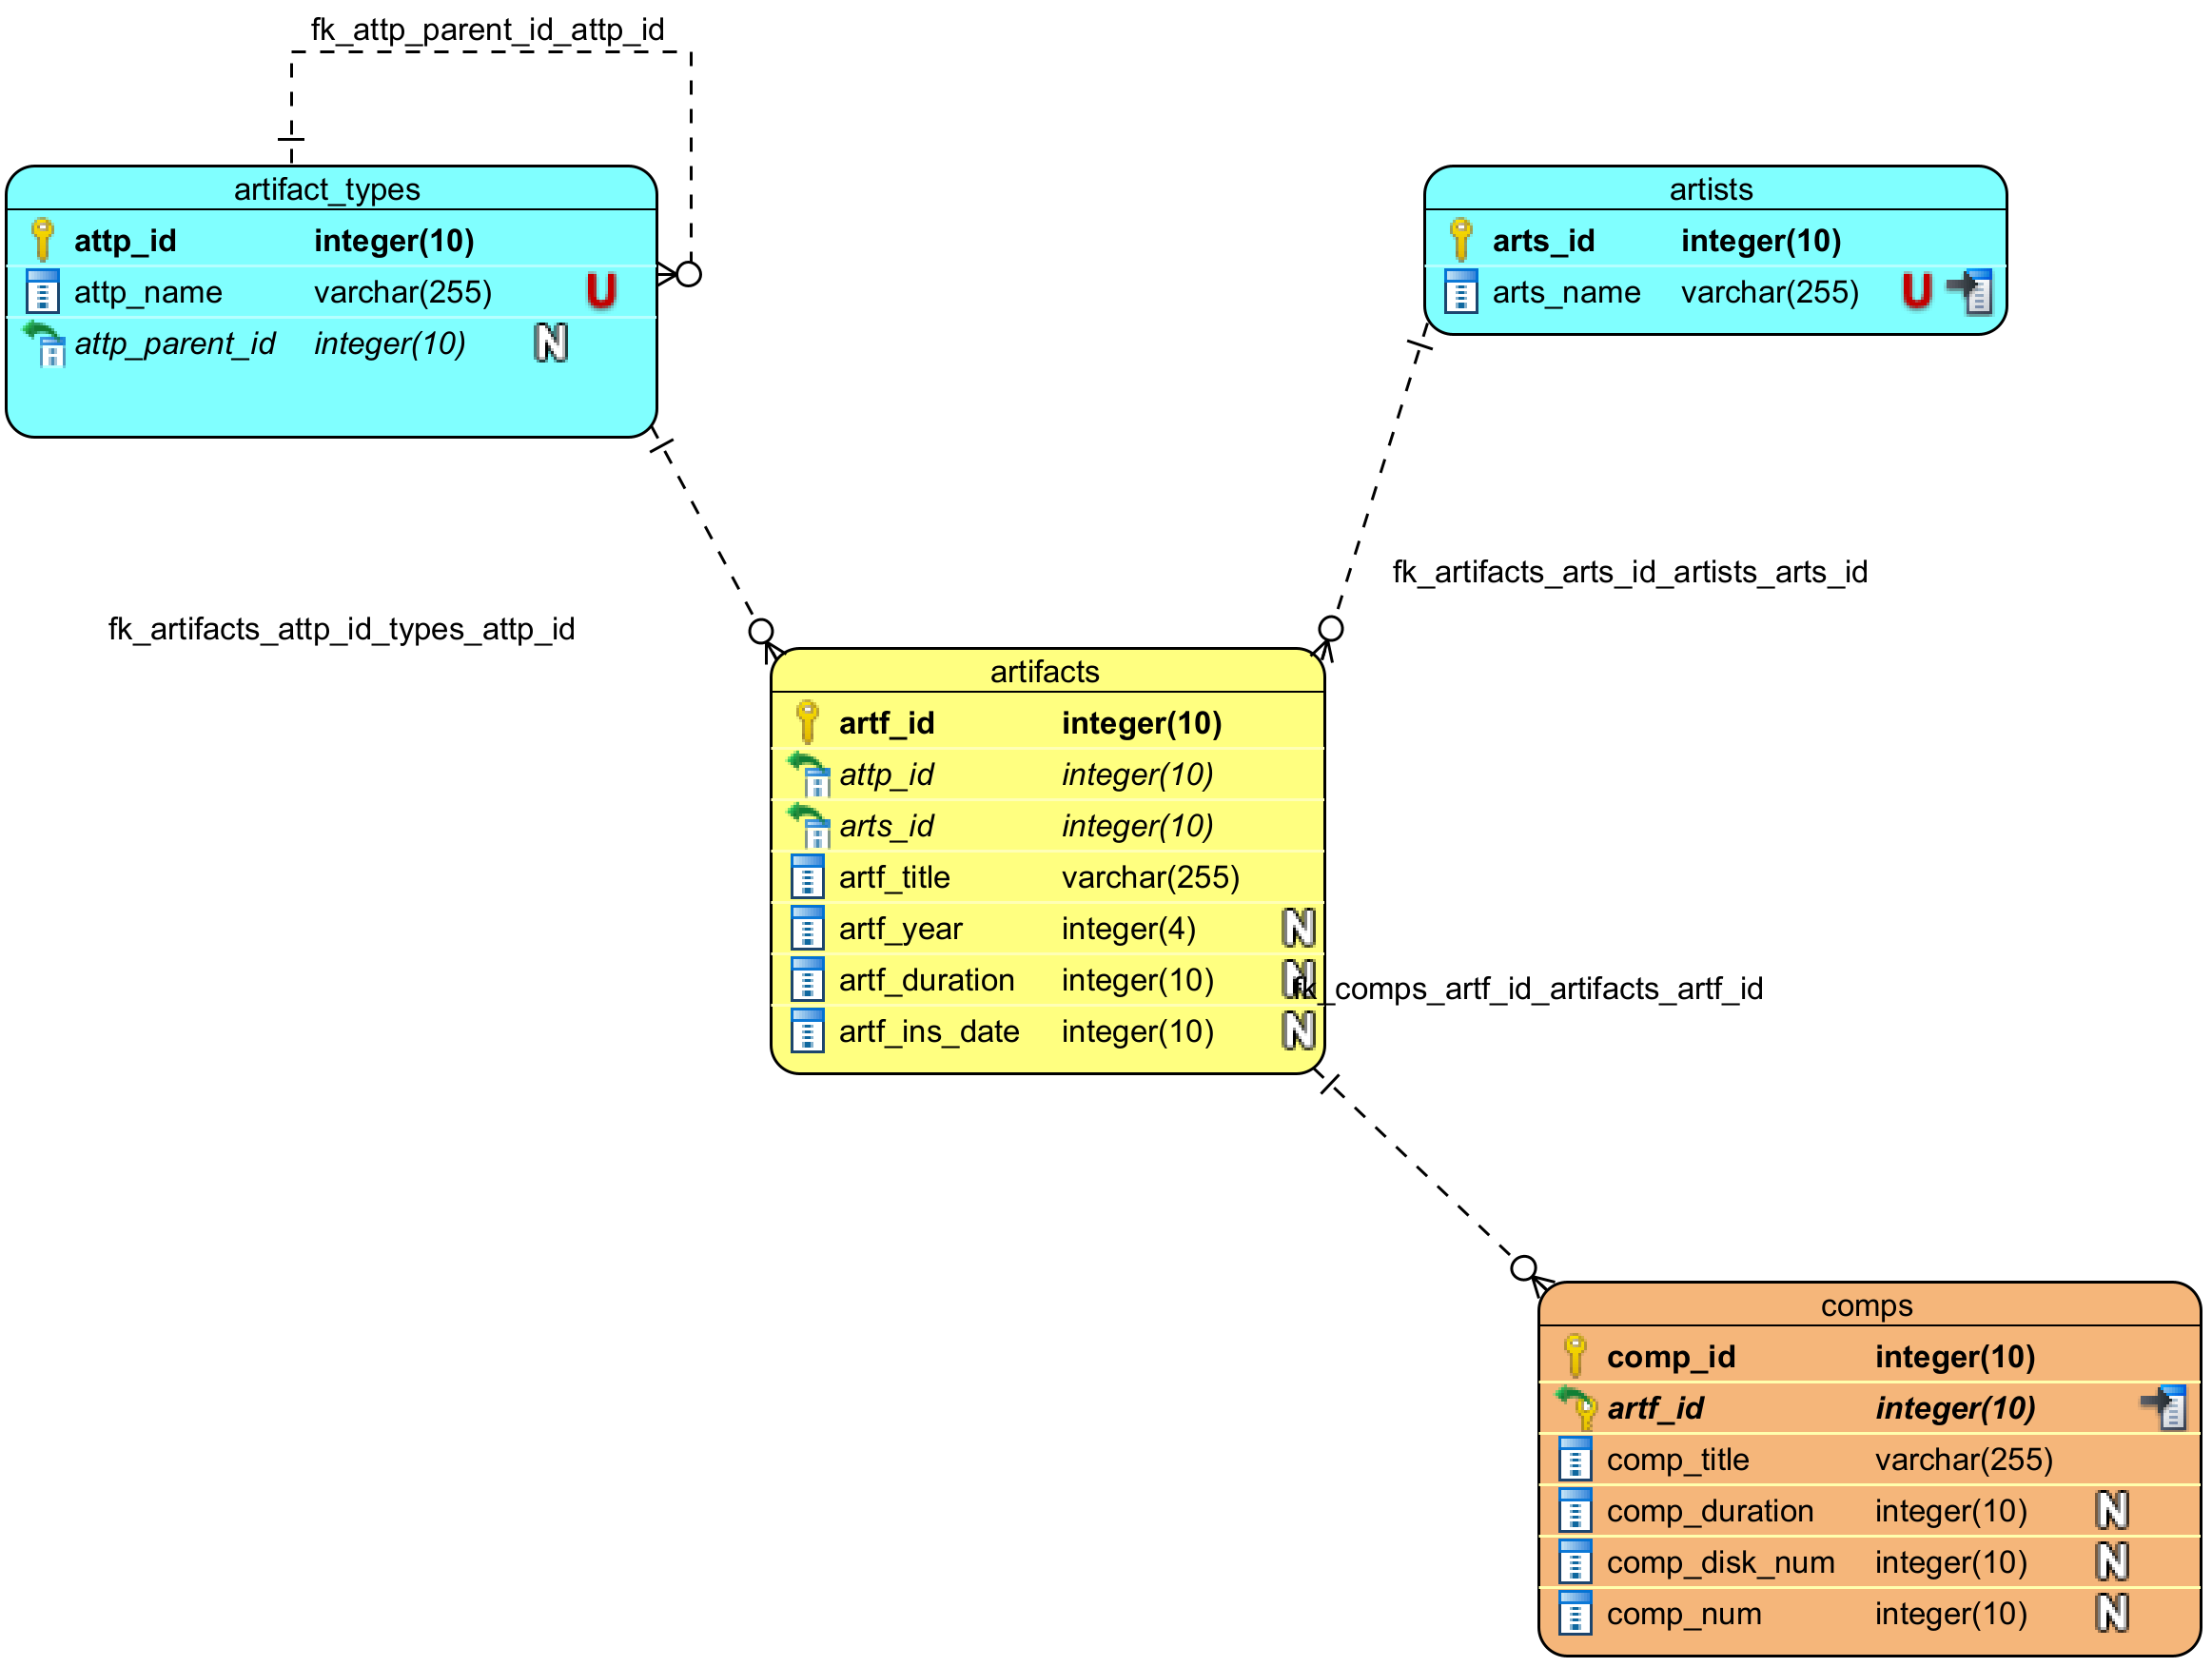 fk_attp_parent_id_attp_id
artifact_types
attp_id integer(10)
attp_name varchar(255) U
attp_parent_id integer(10) N
artists
arts_id integer(10)
arts_name varchar(255) U
fk_artifacts_arts_id_artists_arts_id
fk_artifacts_attp_id_types_attp_id
artifacts
artf_id integer(10)
attp_id integer(10)
arts_id integer(10)
artf_title varchar(255)
artf_year integer(4) N
artf_duration integer(10) N
fk_comps_artf_id_artifacts_artf_id
artf_ins_date integer(10) N
comps
comp_id integer(10)
artf_id integer(10)
comp_title varchar(255)
comp_duration integer(10) N
comp_disk_num integer(10) N
comp_num integer(10) N